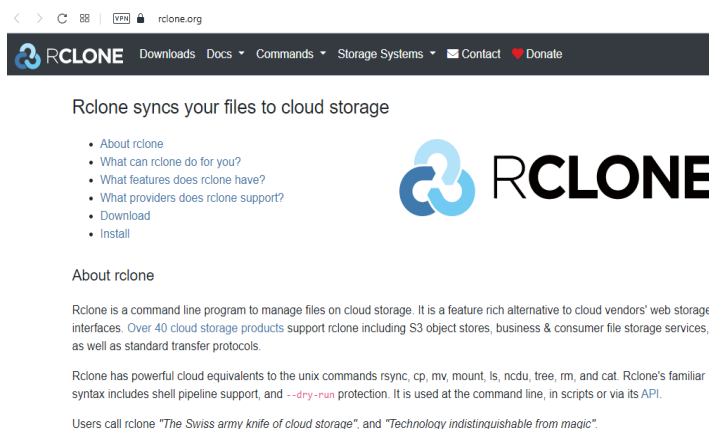 VPN rclone.org
RCLONE Downloads Docs Commands Storage Systems Contact Donate
Rclone syncs your files to cloud storage
About rclone
What can rclone do for you?
What features does rclone have?
What providers does rclone support?
Download
Install
RCLONE
About rclone
Rclone is a command line program to manage files on cloud storage. It is a feature rich alternative to cloud vendors' web storage
interfaces. Over 40 cloud storage products support rclone including S3 object stores, business & consumer file storage services,
as well as standard transfer protocols.
Rclone has powerful cloud equivalents to the unix commands rsync, cp, mv, mount, ls, ncdu, tree, rm, and cat. Rclone's familiar
syntax includes shell pipeline support, and --dry-run protection. It is used at the command line, in scripts or via its API.
Users call rclone "The Swiss army knife of cloud storage", and "Technology indistinguishable from magic".